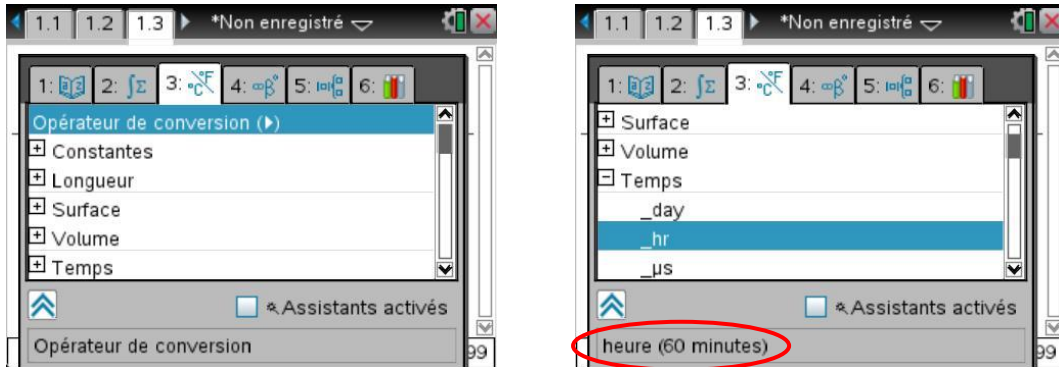 1.1 1.2 1.3 *Non enregistré
1: 2: ∫Σ 3: °C°F 4: ∞β° 5: 6:
Opérateur de conversion (▶)
Constantes
Longueur
Surface
Volume
Temps
Assistants activés
Opérateur de conversion
99
1.1 1.2 1.3 *Non enregistré
1: 2: ∫Σ 3: °C°F 4: ∞β° 5: 6:
Surface
Volume
Temps
_day
_hr
_µs
Assistants activés
heure (60 minutes)
99